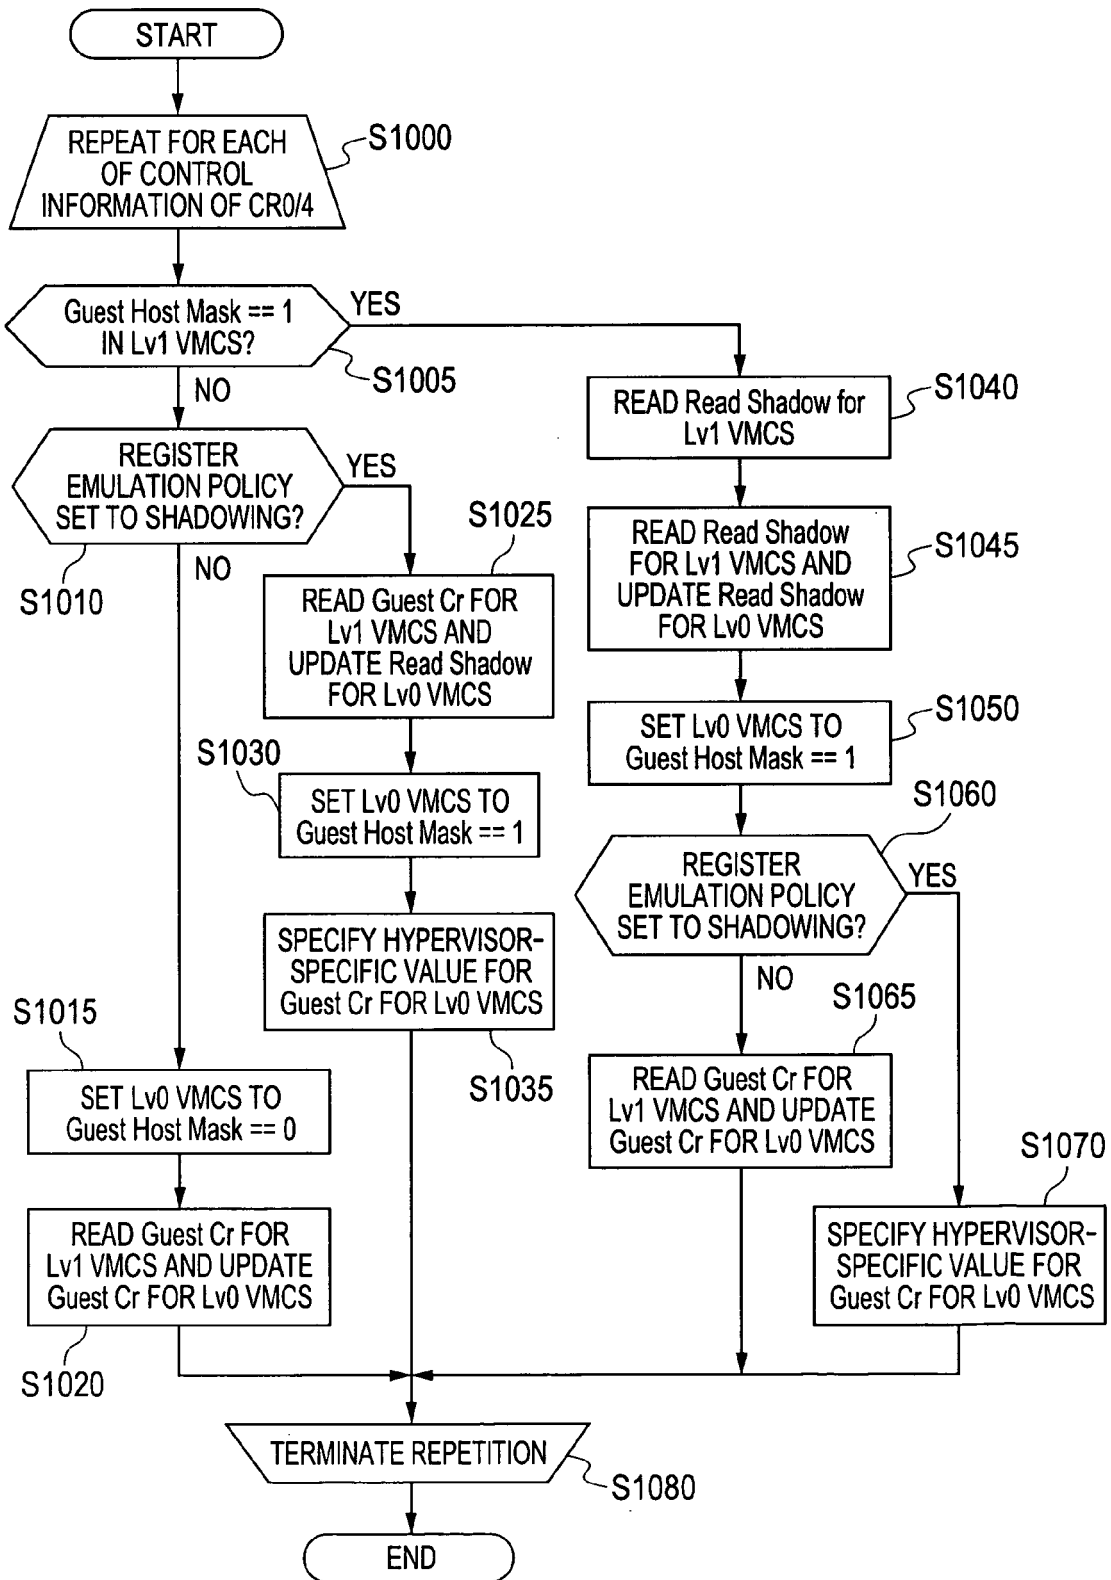 START
REPEAT FOR EACH
OF CONTROL
INFORMATION OF CR0/4
S1000
Guest Host Mask == 1
IN Lv1 VMCS?
YES
S1005
NO
REGISTER
EMULATION POLICY
SET TO SHADOWING?
YES
S1010
NO
S1025
READ Guest Cr FOR
Lv1 VMCS AND
UPDATE Read Shadow
FOR Lv0 VMCS
S1030
SET Lv0 VMCS TO
Guest Host Mask == 1
SPECIFY HYPERVISOR-
SPECIFIC VALUE FOR
Guest Cr FOR Lv0 VMCS
S1035
S1015
SET Lv0 VMCS TO
Guest Host Mask == 0
READ Guest Cr FOR
Lv1 VMCS AND UPDATE
Guest Cr FOR Lv0 VMCS
S1020
READ Read Shadow for
Lv1 VMCS
S1040
READ Read Shadow
FOR Lv1 VMCS AND
UPDATE Read Shadow
FOR Lv0 VMCS
S1045
SET Lv0 VMCS TO
Guest Host Mask == 1
S1050
S1060
REGISTER
EMULATION POLICY
SET TO SHADOWING?
YES
NO
S1065
READ Guest Cr FOR
Lv1 VMCS AND UPDATE
Guest Cr FOR Lv0 VMCS
S1070
SPECIFY HYPERVISOR-
SPECIFIC VALUE FOR
Guest Cr FOR Lv0 VMCS
TERMINATE REPETITION
S1080
END